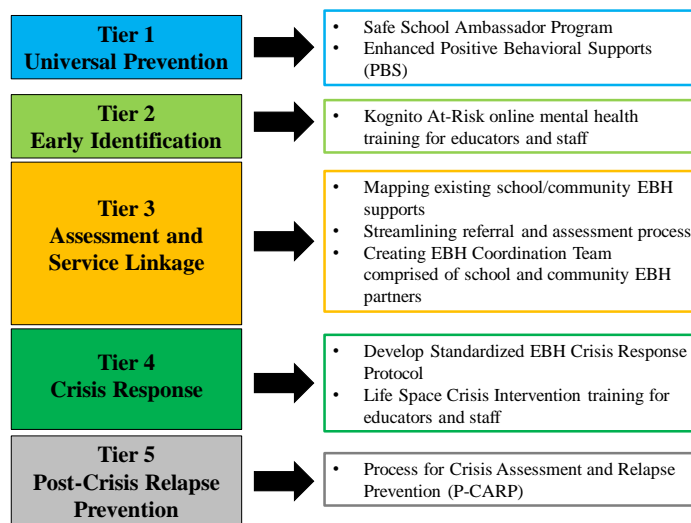 Tier 1
Universal Prevention
• Safe School Ambassador Program
• Enhanced Positive Behavioral Supports
(PBS)
Tier 2
Early Identification
• Kognito At-Risk online mental health
training for educators and staff
Tier 3
Assessment and
Service Linkage
• Mapping existing school/community EBH
supports
• Streamlining referral and assessment process
• Creating EBH Coordination Team
comprised of school and community EBH
partners
Tier 4
Crisis Response
• Develop Standardized EBH Crisis Response
Protocol
• Life Space Crisis Intervention training for
educators and staff
Tier 5
Post-Crisis Relapse
Prevention
• Process for Crisis Assessment and Relapse
Prevention (P-CARP)